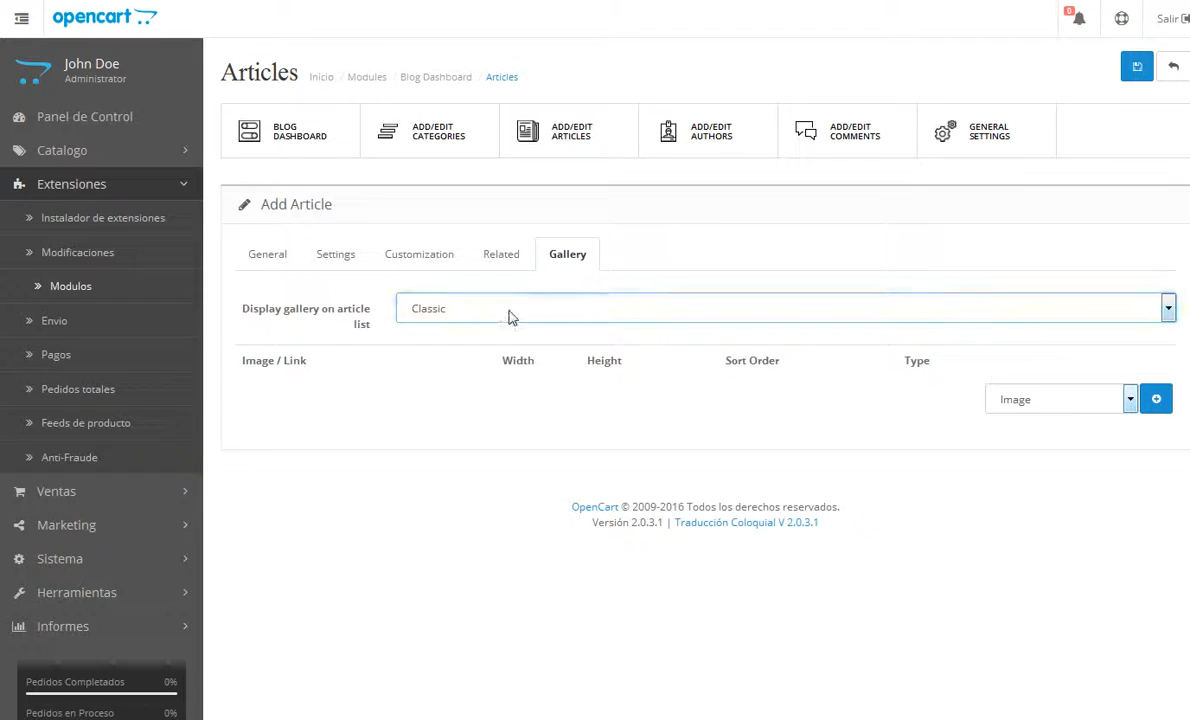 opencart
0
Salir
John Doe
Administrator
Panel de Control
Catalogo
Extensiones
Instalador de extensiones
Modificaciones
Modulos
Envio
Pagos
Pedidos totales
Feeds de producto
Anti-Fraude
Ventas
Marketing
Sistema
Herramientas
Informes
Pedidos Completados 0%
Pedidos en Proceso 0%
Articles
Inicio / Modules / Blog Dashboard / Articles
BLOG
DASHBOARD
ADD/EDIT
CATEGORIES
ADD/EDIT
ARTICLES
ADD/EDIT
AUTHORS
ADD/EDIT
COMMENTS
GENERAL
SETTINGS
Add Article
General Settings Customization Related Gallery
Display gallery on article
list
Classic
Image / Link Width Height Sort Order Type
Image
OpenCart © 2009-2016 Todos los derechos reservados.
Versión 2.0.3.1 | Traducción Coloquial V 2.0.3.1